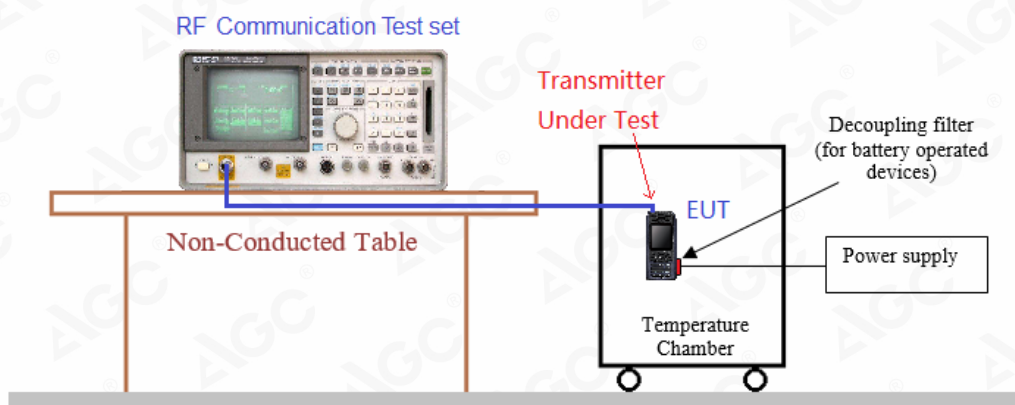 RF Communication Test set
Transmitter
Under Test
Decoupling filter
(for battery operated
devices)
EUT
Non-Conducted Table
Power supply
Temperature
Chamber
AGC